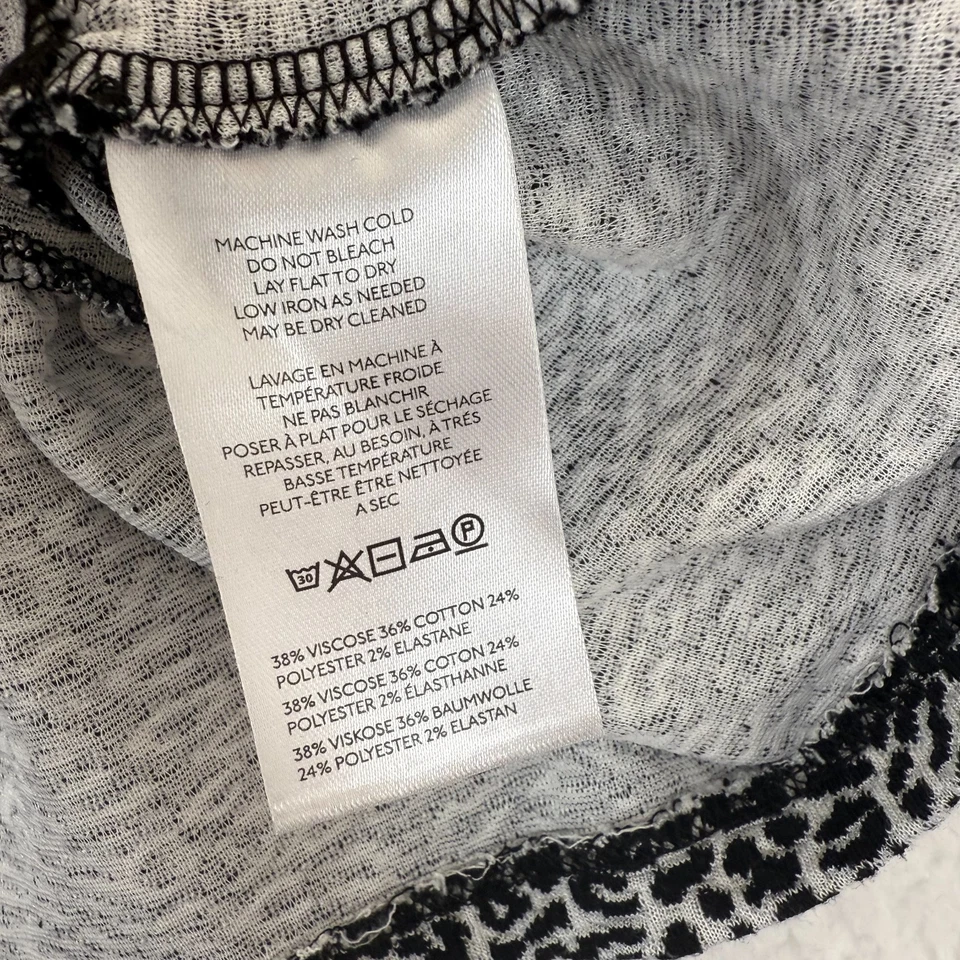 MACHINE WASH COLD
DO NOT BLEACH
LAY FLAT TO DRY
LOW IRON AS NEEDED
MAY BE DRY CLEANED
LAVAGE EN MACHINE À
TEMPÉRATURE FROIDE
NE PAS BLANCHIR
POSER À PLAT POUR LE SÉCHAGE
REPASSER, AU BESOIN, À TRÉS
BASSE TEMPÉRATURE
PEUT-ÊTRE ÊTRE NETTOYÉE
A SEC
30 P
38% VISCOSE 36% COTTON 24%
POLYESTER 2% ELASTANE
38% VISCOSE 36% COTON 24%
POLYESTER 2% ÉLASTHANNE
38% VISKOSE 36% BAUMWOLLE
24% POLYESTER 2% ELASTAN